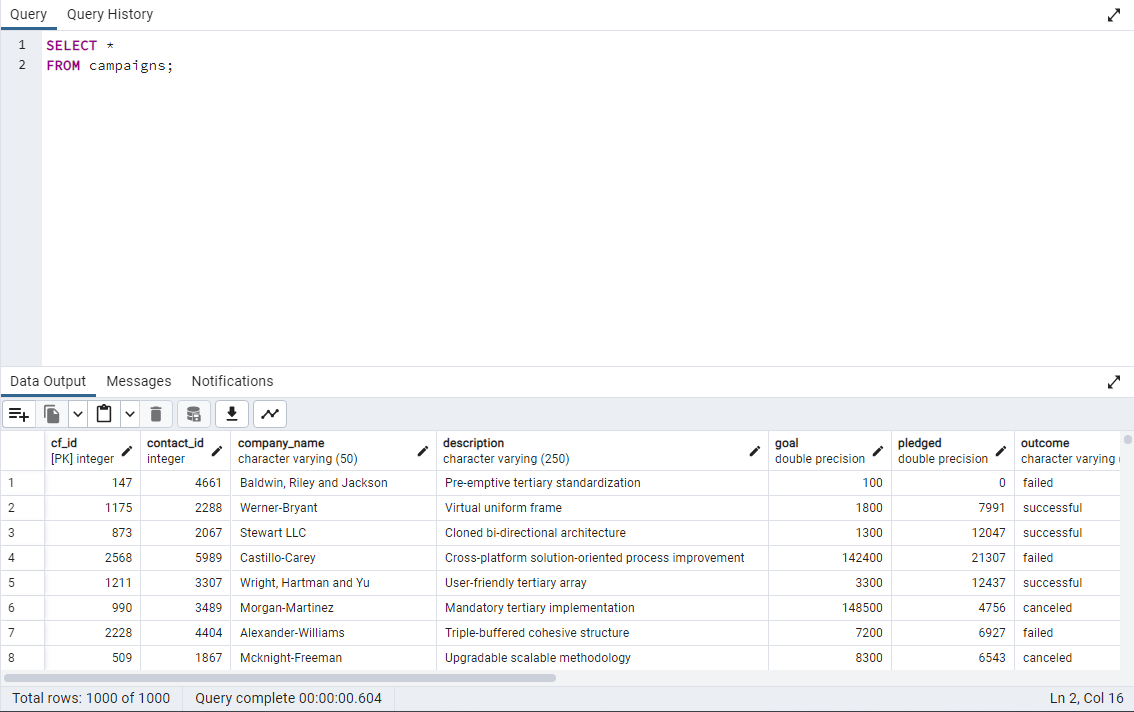 Query Query History
1 SELECT *
2 FROM campaigns;
Data Output Messages Notifications
cf_id contact_id company_name description goal pledged outcome
[PK] integer integer character varying (50) character varying (250) double precision double precision character varying (
1 147 4661 Baldwin, Riley and Jackson Pre-emptive tertiary standardization 100 0 failed
2 1175 2288 Werner-Bryant Virtual uniform frame 1800 7991 successful
3 873 2067 Stewart LLC Cloned bi-directional architecture 1300 12047 successful
4 2568 5989 Castillo-Carey Cross-platform solution-oriented process improvement 142400 21307 failed
5 1211 3307 Wright, Hartman and Yu User-friendly tertiary array 3300 12437 successful
6 990 3489 Morgan-Martinez Mandatory tertiary implementation 148500 4756 canceled
7 2228 4404 Alexander-Williams Triple-buffered cohesive structure 7200 6927 failed
8 509 1867 Mcknight-Freeman Upgradable scalable methodology 8300 6543 canceled
Total rows: 1000 of 1000 Query complete 00:00:00.604 Ln 2, Col 16